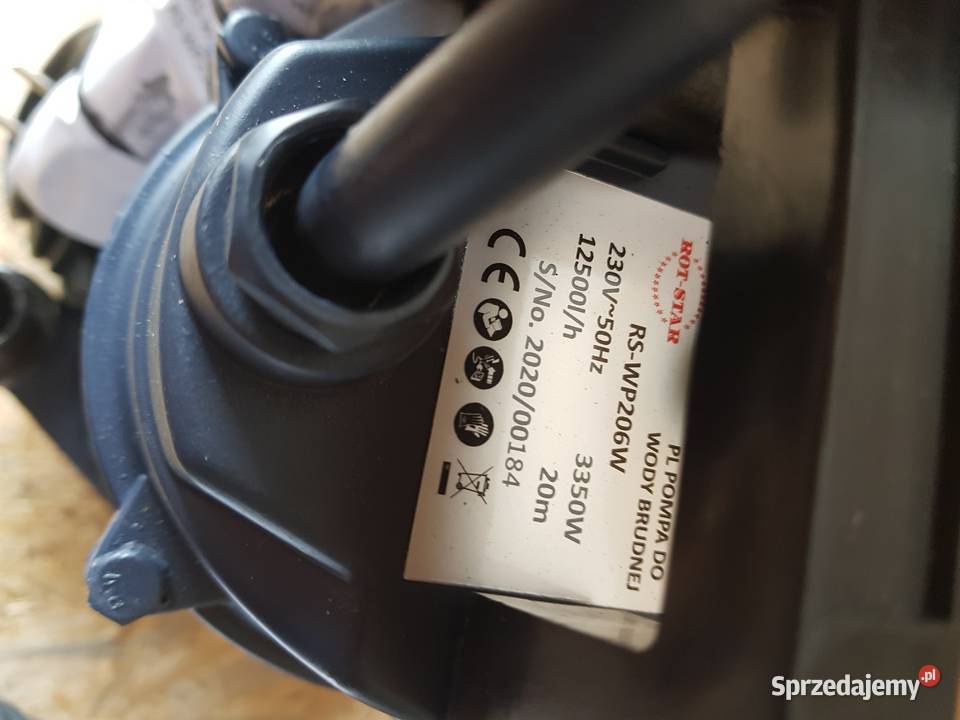 ROT-STAR
PL POMPA DO
WODY BRUDNEJ
RS-WP206W
230V~50Hz 3350W
12500l/h 20m
S/No. 2020/00184
CE
Sprzedajemy.pl